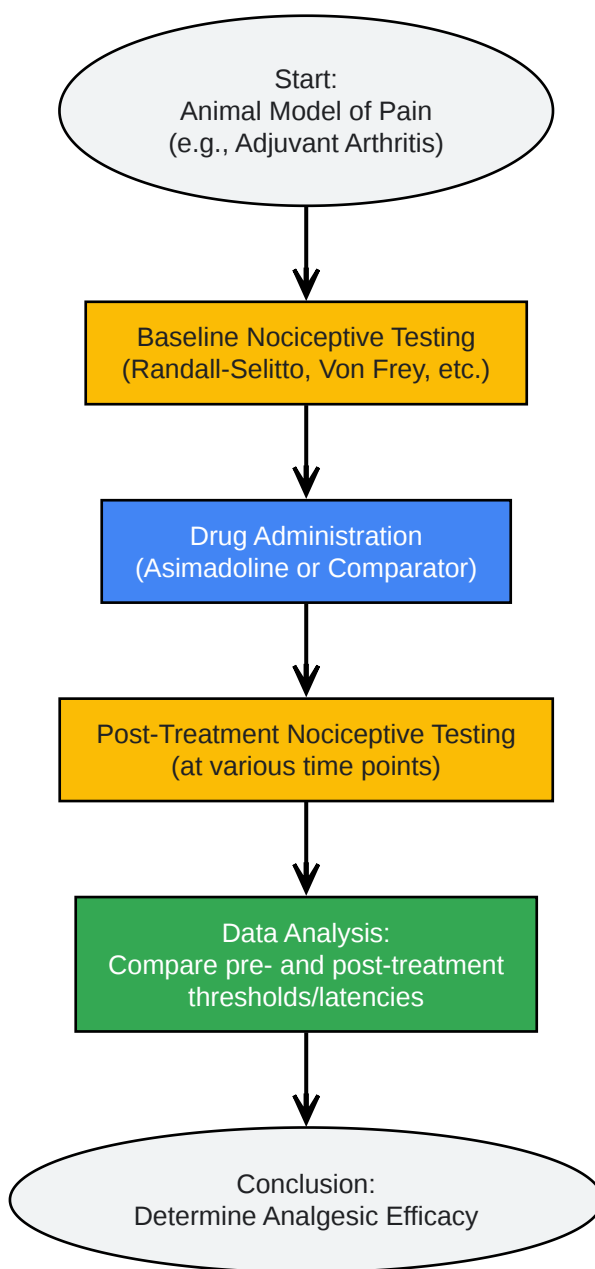 Start:
Animal Model of Pain
(e.g., Adjuvant Arthritis)
Baseline Nociceptive Testing
(Randall-Selitto, Von Frey, etc.)
Drug Administration
(Asimadoline or Comparator)
Post-Treatment Nociceptive Testing
(at various time points)
Data Analysis:
Compare pre- and post-treatment
thresholds/latencies
Conclusion:
Determine Analgesic Efficacy